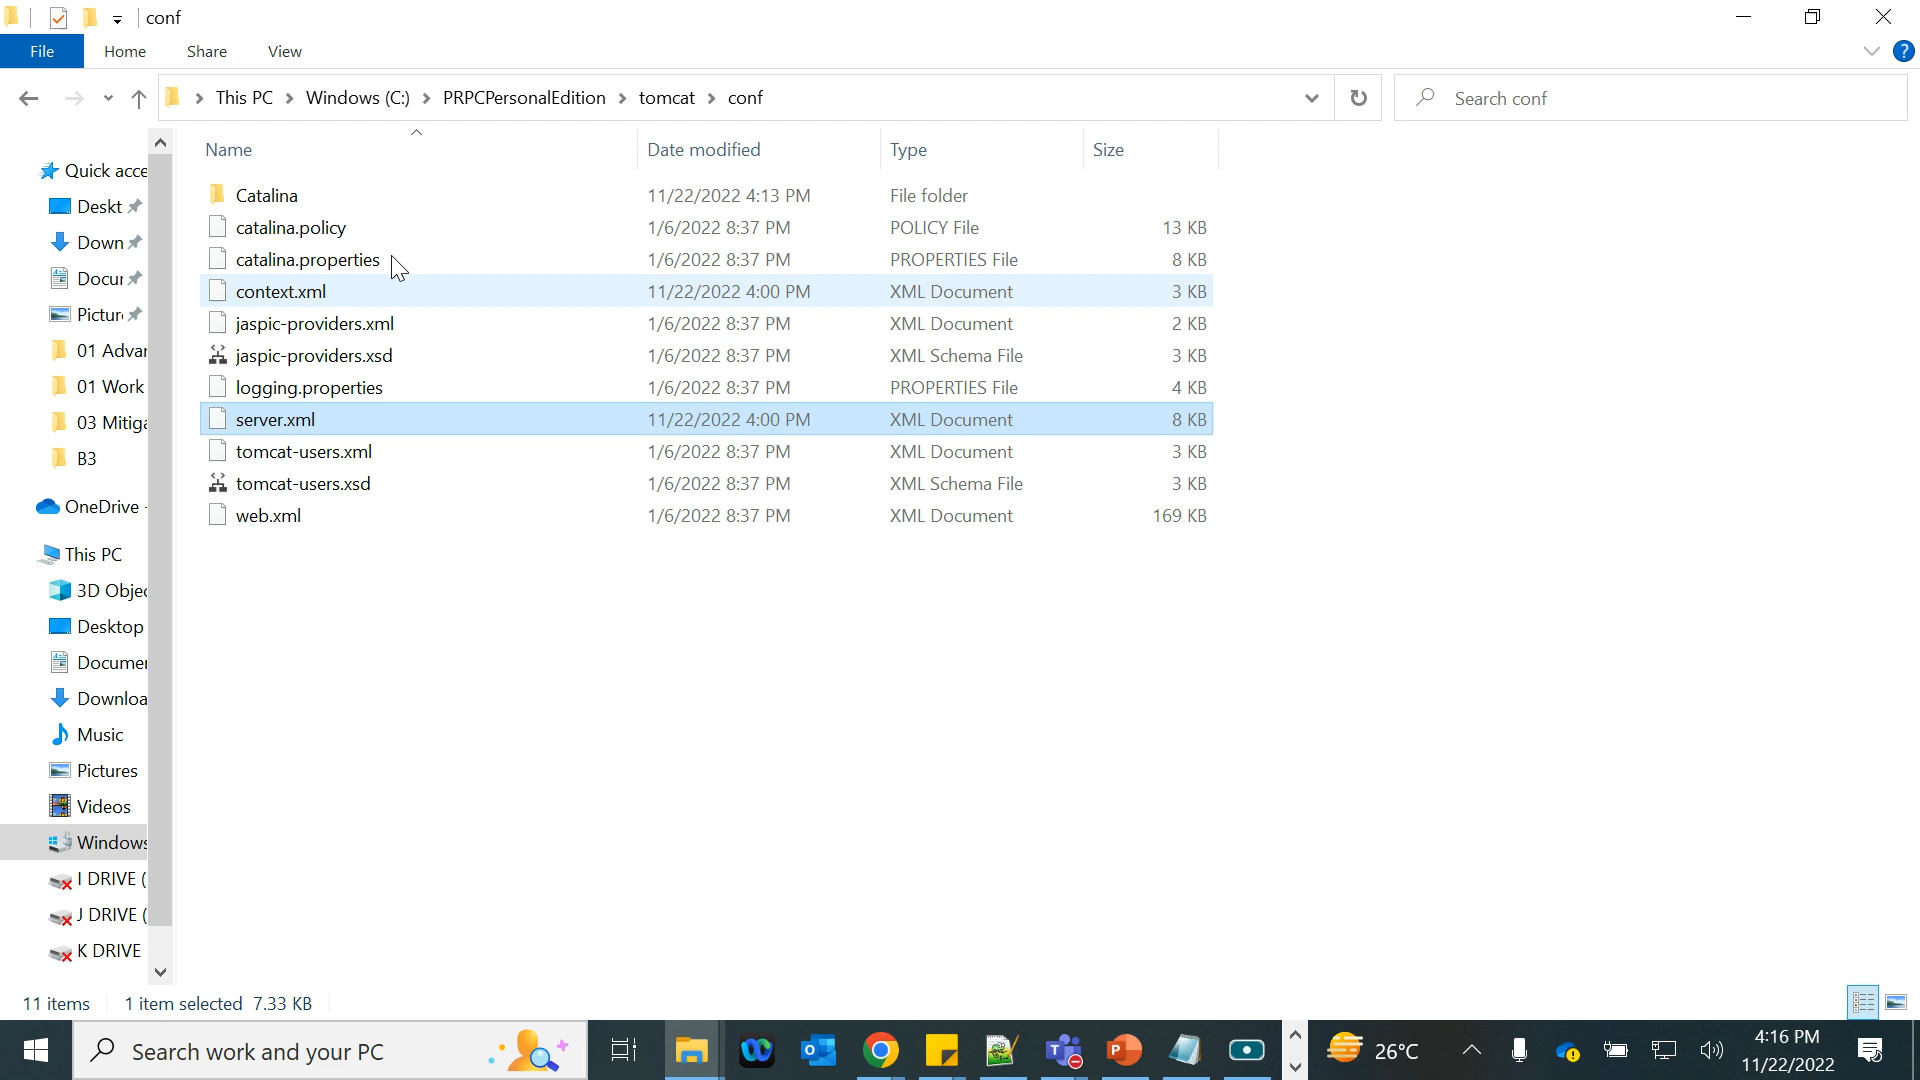 conf
File Home Share View
This PC Windows (C:) PRPCPersonalEdition tomcat conf
Search conf
Name Date modified Type Size
Quick acce
Deskt
Down
Docur
Pictur
01 Advar
01 Work
03 Mitiga
B3
OneDrive -
This PC
3D Objec
Desktop
Documer
Downloa
Music
Pictures
Videos
Windows
I DRIVE (
J DRIVE (
K DRIVE
Catalina 11/22/2022 4:13 PM File folder
catalina.policy 1/6/2022 8:37 PM POLICY File 13 KB
catalina.properties 1/6/2022 8:37 PM PROPERTIES File 8 KB
context.xml 11/22/2022 4:00 PM XML Document 3 KB
jaspic-providers.xml 1/6/2022 8:37 PM XML Document 2 KB
jaspic-providers.xsd 1/6/2022 8:37 PM XML Schema File 3 KB
logging.properties 1/6/2022 8:37 PM PROPERTIES File 4 KB
server.xml 11/22/2022 4:00 PM XML Document 8 KB
tomcat-users.xml 1/6/2022 8:37 PM XML Document 3 KB
tomcat-users.xsd 1/6/2022 8:37 PM XML Schema File 3 KB
web.xml 1/6/2022 8:37 PM XML Document 169 KB
11 items 1 item selected 7.33 KB
Search work and your PC
26°C
4:16 PM
11/22/2022